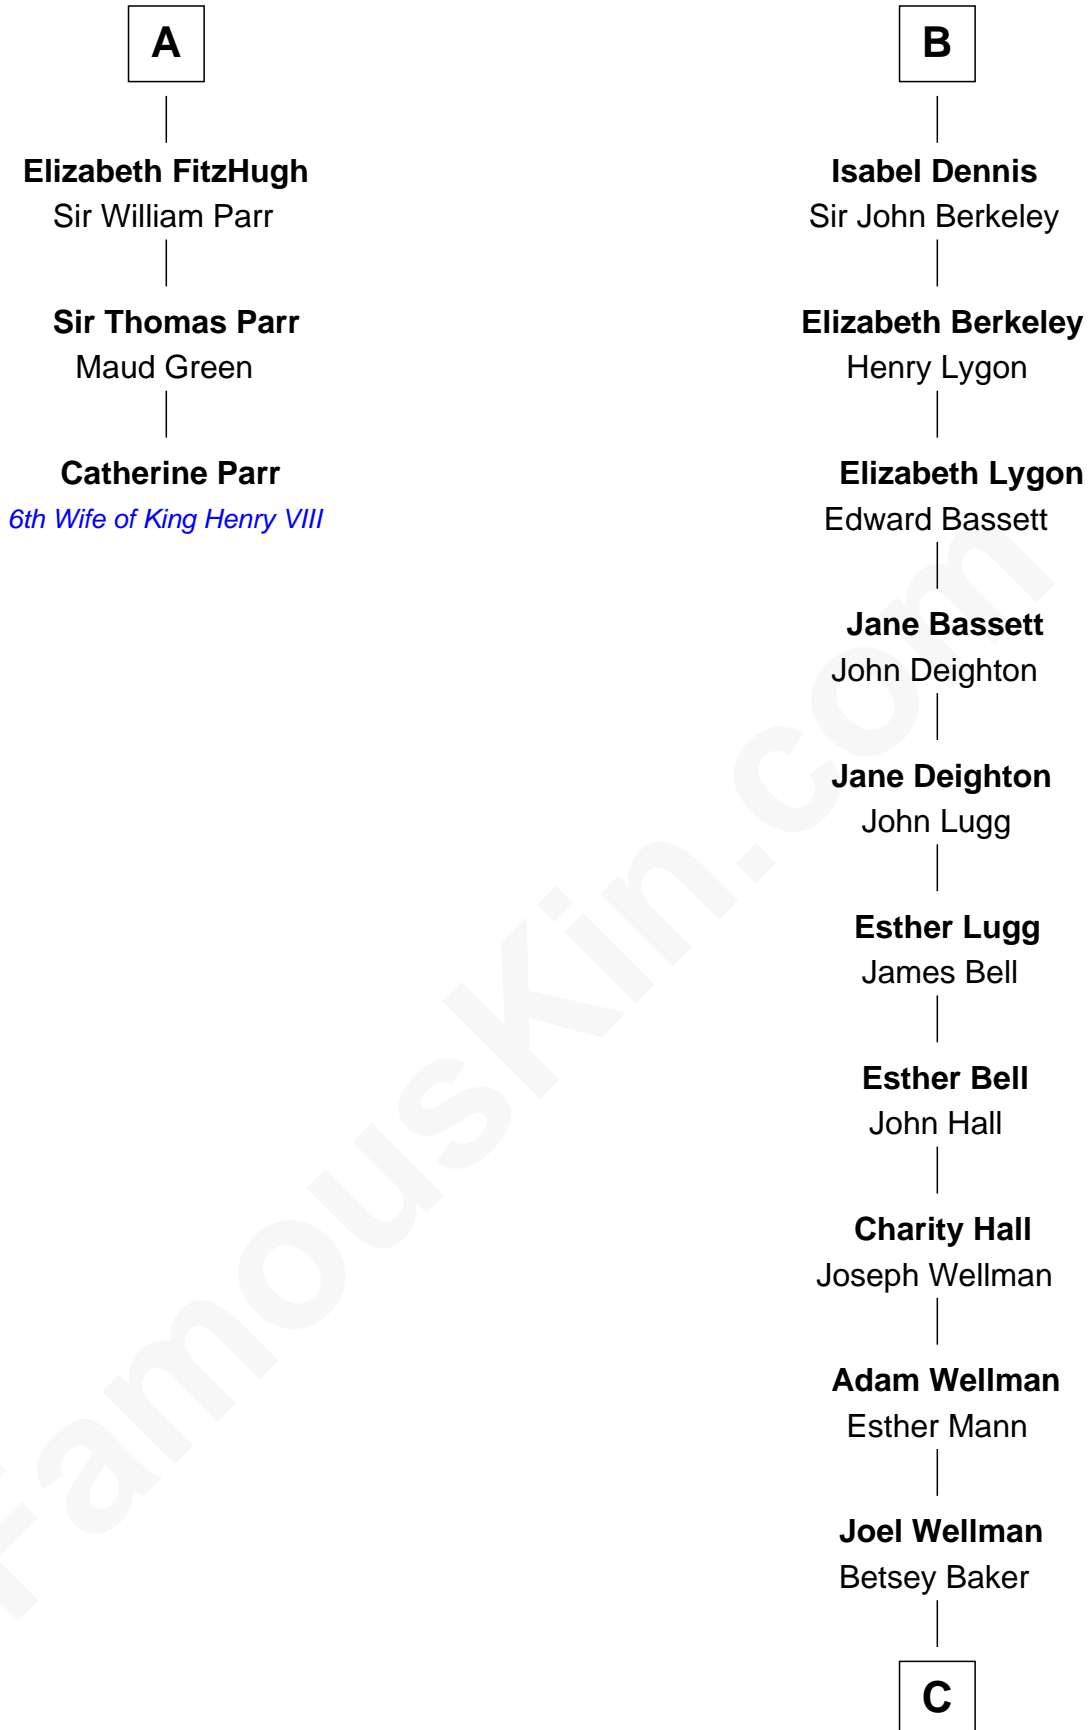 A
Elizabeth FitzHugh
Sir William Parr
Sir Thomas Parr
Maud Green
Catherine Parr
6th Wife of King Henry VIII
B
Isabel Dennis
Sir John Berkeley
Elizabeth Berkeley
Henry Lygon
Elizabeth Lygon
Edward Bassett
Jane Bassett
John Deighton
Jane Deighton
John Lugg
Esther Lugg
James Bell
Esther Bell
John Hall
Charity Hall
Joseph Wellman
Adam Wellman
Esther Mann
Joel Wellman
Betsey Baker
C
FamousKin.com